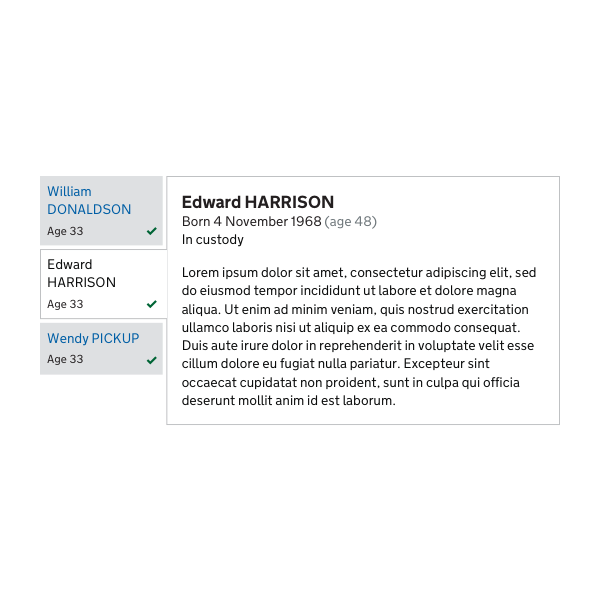 William
DONALDSON
Age 33
Edward
HARRISON
Age 33
Wendy PICKUP
Age 33
Edward HARRISON
Born 4 November 1968 (age 48)
In custody
Lorem ipsum dolor sit amet, consectetur adipiscing elit, sed
do eiusmod tempor incididunt ut labore et dolore magna
aliqua. Ut enim ad minim veniam, quis nostrud exercitation
ullamco laboris nisi ut aliquip ex ea commodo consequat.
Duis aute irure dolor in reprehenderit in voluptate velit esse
cillum dolore eu fugiat nulla pariatur. Excepteur sint
occaecat cupidatat non proident, sunt in culpa qui officia
deserunt mollit anim id est laborum.